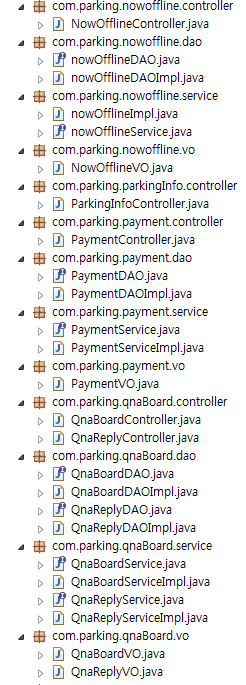 com.parking.nowoffline.controller
NowOfflineController.java
com.parking.nowoffline.dao
nowOfflineDAO.java
nowOfflineDAOImpl.java
com.parking.nowoffline.service
nowOfflineImpl.java
nowOfflineService.java
com.parking.nowoffline.vo
NowOfflineVO.java
com.parking.parkingInfo.controller
ParkingInfoController.java
com.parking.payment.controller
PaymentController.java
com.parking.payment.dao
PaymentDAO.java
PaymentDAOImpl.java
com.parking.payment.service
PaymentService.java
PaymentServiceImpl.java
com.parking.payment.vo
PaymentVO.java
com.parking.qnaBoard.controller
QnaBoardController.java
QnaReplyController.java
com.parking.qnaBoard.dao
QnaBoardDAO.java
QnaBoardDAOImpl.java
QnaReplyDAO.java
QnaReplyDAOImpl.java
com.parking.qnaBoard.service
QnaBoardService.java
QnaBoardServiceImpl.java
QnaReplyService.java
QnaReplyServiceImpl.java
com.parking.qnaBoard.vo
QnaBoardVO.java
QnaReplyVO.java